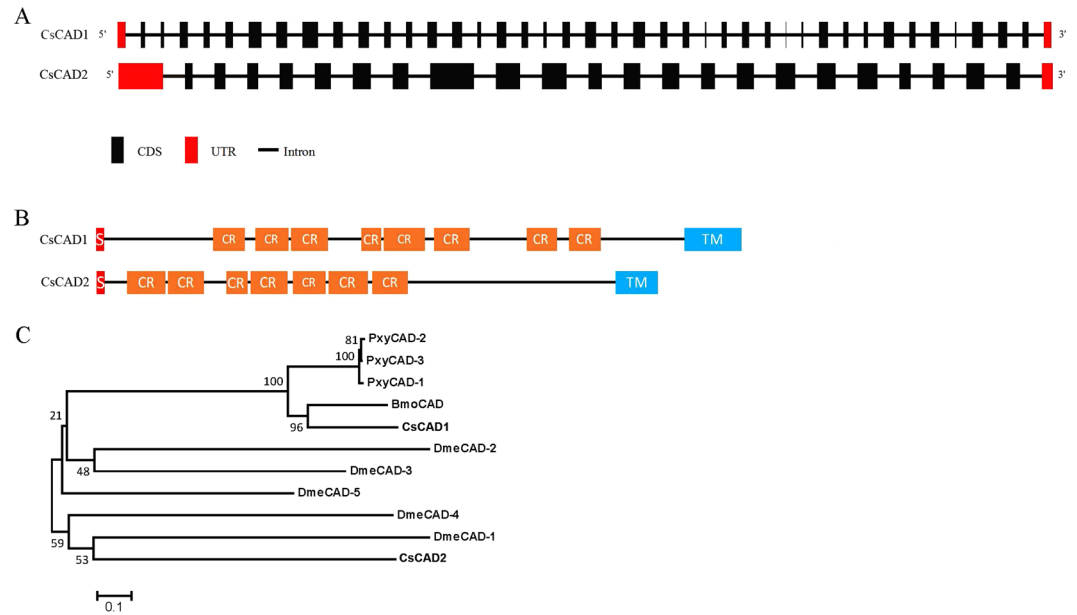 A
CsCAD1 5' 3'
CsCAD2 5' 3'
CDS UTR Intron
B
CsCAD1 S CR CR CR CR CR CR CR CR TM
CsCAD2 S CR CR CR CR CR CR CR TM
C
81 PxyCAD-2
100 PxyCAD-3
100 PxyCAD-1
BmoCAD
96 CsCAD1
21
DmeCAD-2
48 DmeCAD-3
DmeCAD-5
DmeCAD-4
59 DmeCAD-1
53 CsCAD2
0.1